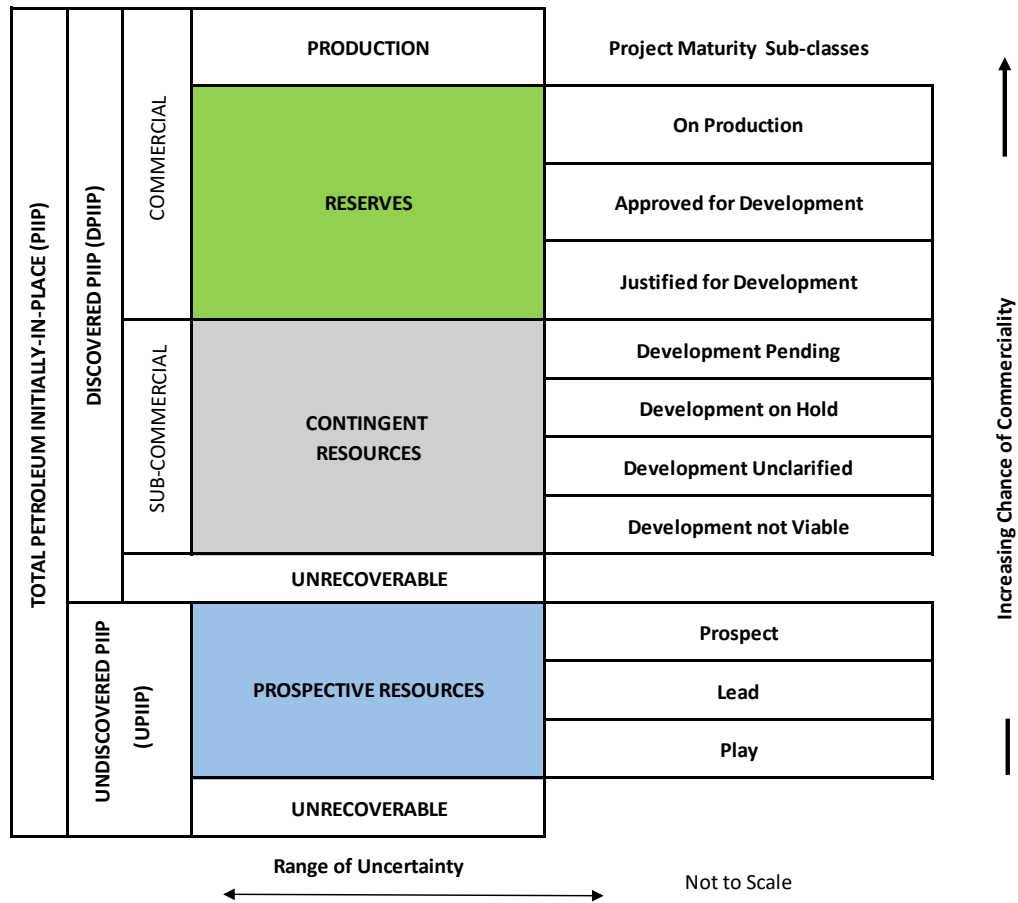 PRODUCTION
Project Maturity Sub-classes
TOTAL PETROLEUM INITIALLY-IN-PLACE (PIIP)
DISCOVERED PIIP (DPIIP)
COMMERCIAL
RESERVES
On Production
Approved for Development
Justified for Development
SUB-COMMERCIAL
CONTINGENT
RESOURCES
Development Pending
Development on Hold
Development Unclarified
Development not Viable
UNRECOVERABLE
UNDISCOVERED PIIP
(UPIIP)
PROSPECTIVE RESOURCES
Prospect
Lead
Play
UNRECOVERABLE
Increasing Chance of Commerciality
Range of Uncertainty
Not to Scale